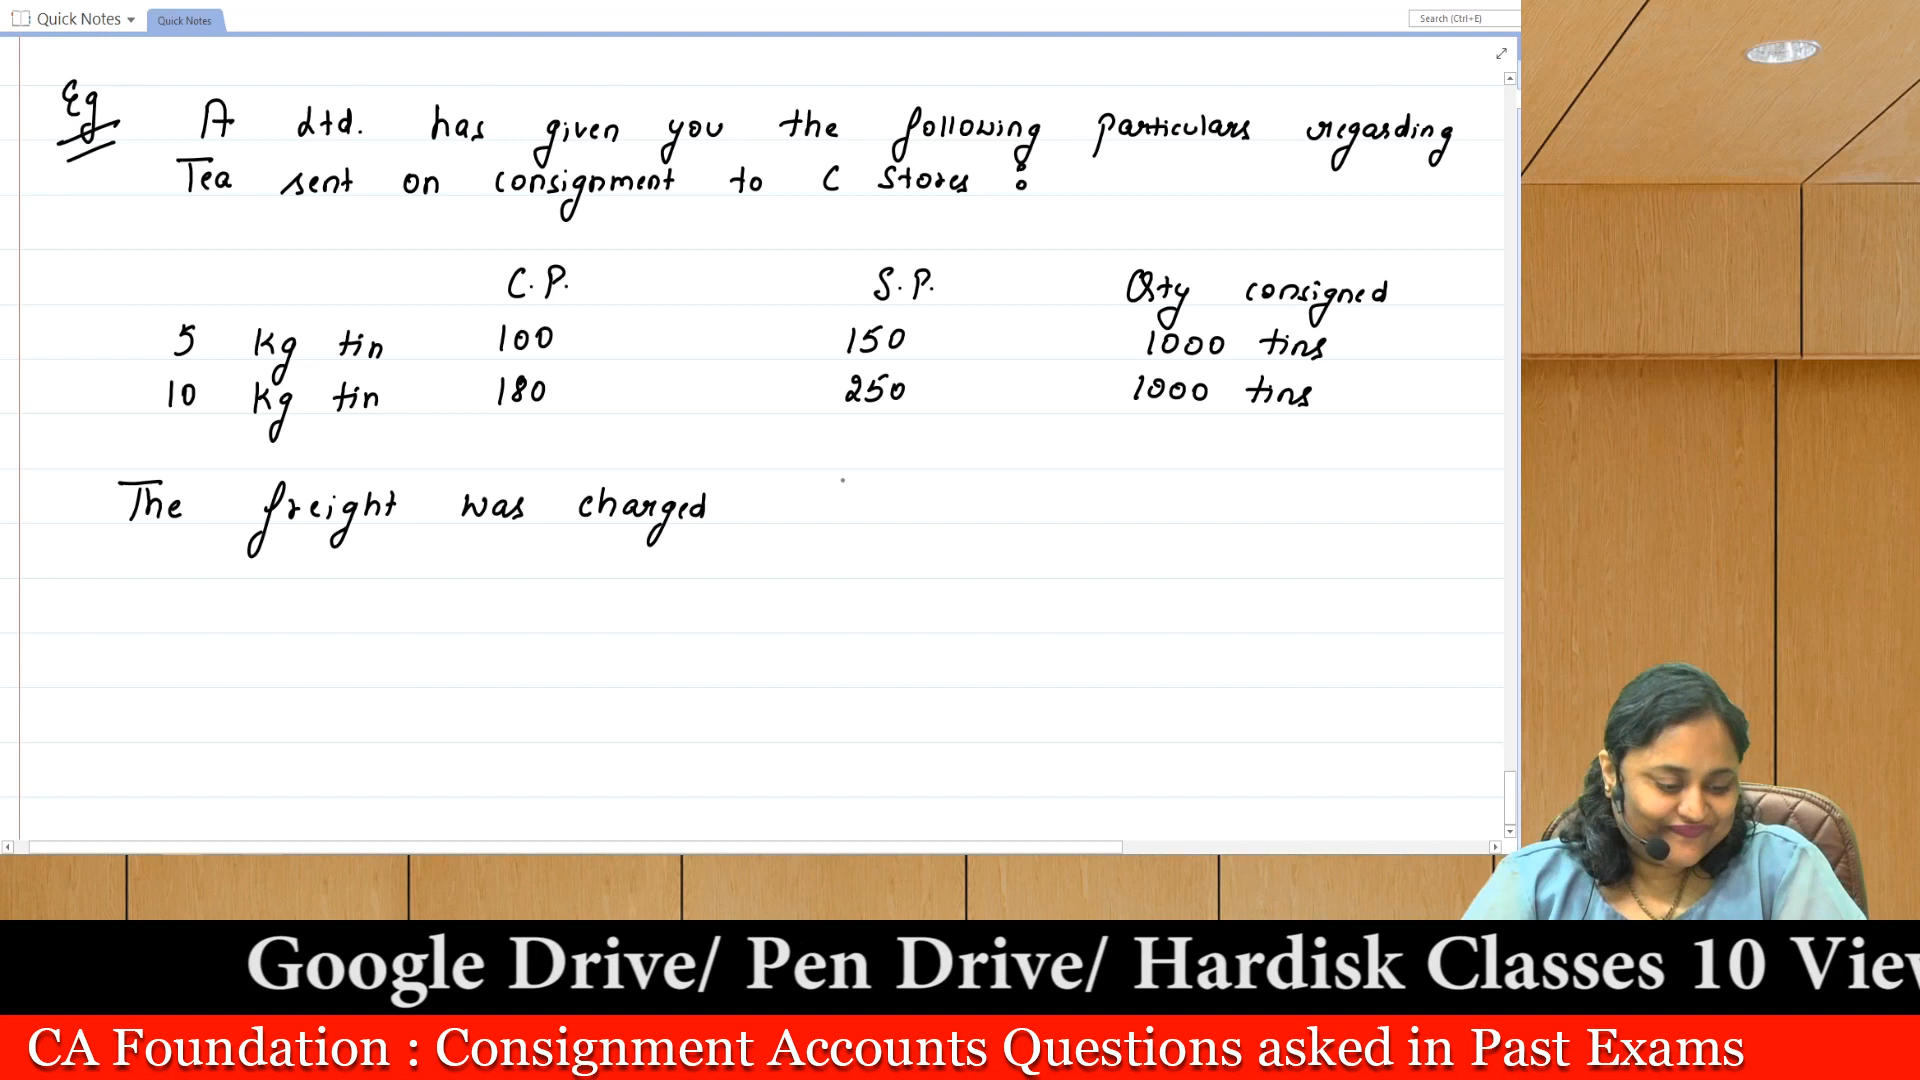 Quick Notes
Quick Notes
Search (Ctrl+E)
Eg A Ltd. has given you the following particulars regarding
Tea sent on consignment to C Stores :
C.P. S.P. Qty consigned
5 kg tin 100 150 1000 tins
10 kg tin 180 250 1000 tins
The freight was charged
Google Drive/ Pen Drive/ Hardisk Classes 10 View
CA Foundation : Consignment Accounts Questions asked in Past Exams